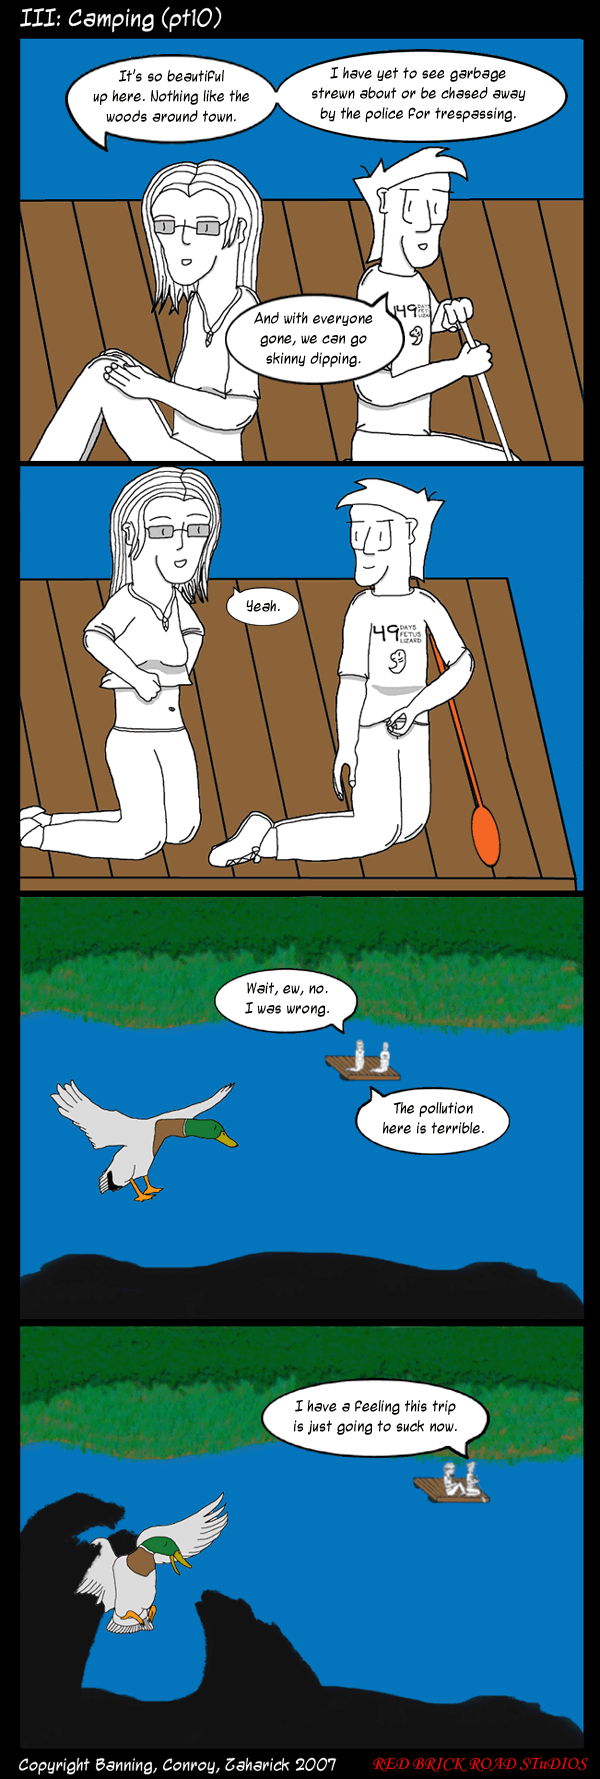 III: Camping (pt10)
It's so beautiful
up here. Nothing like the
woods around town.
I have yet to see garbage
strewn about or be chased away
by the police for trespassing.
And with everyone
gone, we can go
skinny dipping.
49 DAYS
FETUS
LIZARD
Yeah.
49 DAYS
FETUS
LIZARD
Wait, ew, no.
I was wrong.
The pollution
here is terrible.
I have a feeling this trip
is just going to suck now.
Copyright Banning, Conroy, Zaharick 2007
RED BRICK ROAD STuDIOS